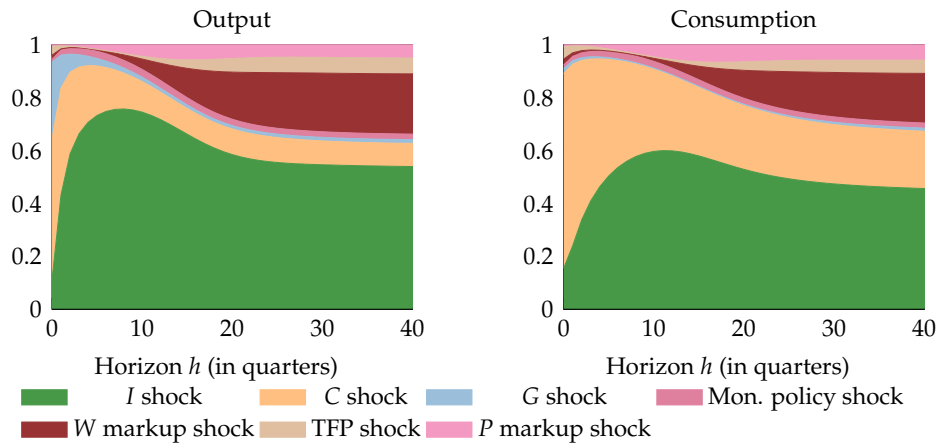 Output Consumption
1 1
0.8 0.8
0.6 0.6
0.4 0.4
0.2 0.2
0 0
0 10 20 30 40 0 10 20 30 40
Horizon h (in quarters) Horizon h (in quarters)
I shock C shock G shock Mon. policy shock
W markup shock TFP shock P markup shock